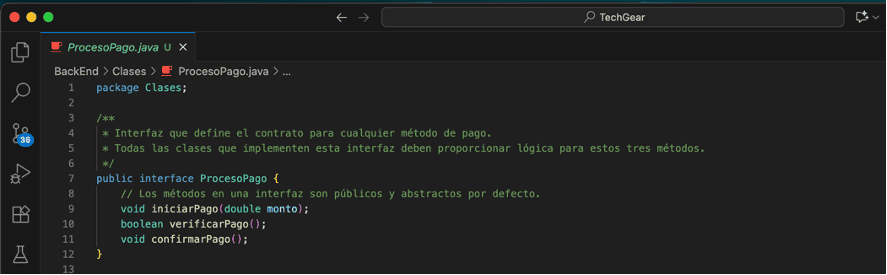 TechGear
ProcesoPago.java U
BackEnd > Clases > ProcesoPago.java > ...
36
1 package Clases;
2
3 /**
4 * Interfaz que define el contrato para cualquier método de pago.
5 * Todas las clases que implementen esta interfaz deben proporcionar lógica para estos tres métodos.
6 */
7 public interface ProcesoPago {
8 // Los métodos en una interfaz son públicos y abstractos por defecto.
9 void iniciarPago(double monto);
10 boolean verificarPago();
11 void confirmarPago();
12 }
13